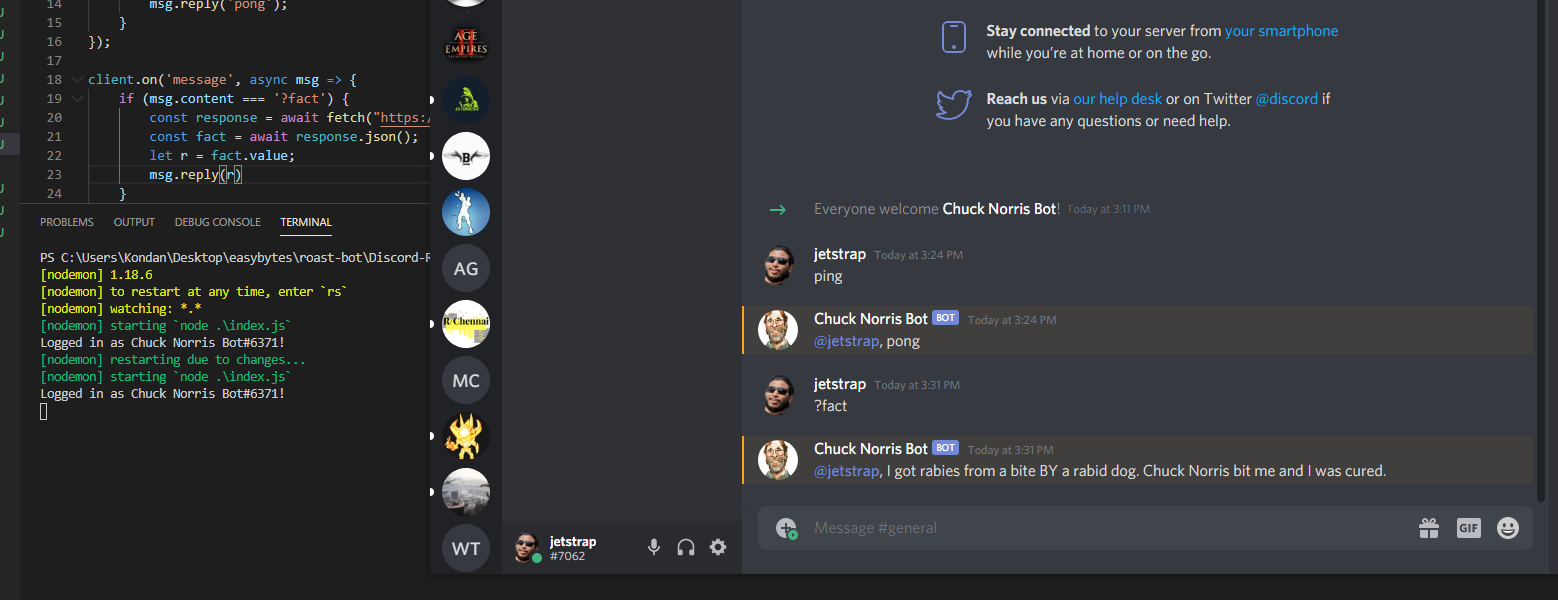 14 msg.reply('pong');
15 }
16 });
17
18 client.on('message', async msg => {
19 if (msg.content === '?fact') {
20 const response = await fetch("https:/
21 const fact = await response.json();
22 let r = fact.value;
23 msg.reply(r)
24 }
PROBLEMS OUTPUT DEBUG CONSOLE TERMINAL
PS C:\Users\Kondan\Desktop\easybytes\roast-bot\Discord-R
[nodemon] 1.18.6
[nodemon] to restart at any time, enter `rs`
[nodemon] watching: *.*
[nodemon] starting `node .\index.js`
Logged in as Chuck Norris Bot#6371!
[nodemon] restarting due to changes...
[nodemon] starting `node .\index.js`
Logged in as Chuck Norris Bot#6371!
AGE
EMPIRES
B
AG
R/Chennai
MC
WT
jetstrap
#7062
Stay connected to your server from your smartphone
while you're at home or on the go.
Reach us via our help desk or on Twitter @discord if
you have any questions or need help.
Everyone welcome Chuck Norris Bot! Today at 3:11 PM
jetstrap Today at 3:24 PM
ping
Chuck Norris Bot BOT Today at 3:24 PM
@jetstrap, pong
jetstrap Today at 3:31 PM
?fact
Chuck Norris Bot BOT Today at 3:31 PM
@jetstrap, I got rabies from a bite BY a rabid dog. Chuck Norris bit me and I was cured.
Message #general
GIF